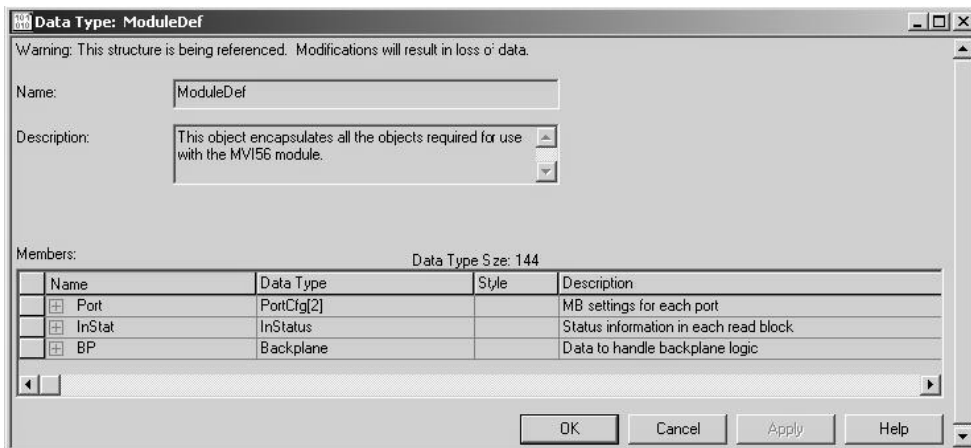 Data Type: ModuleDef
Warning: This structure is being referenced. Modifications will result in loss of data.
Name:
ModuleDef
Description:
This object encapsulates all the objects required for use
with the MVI56 module.
Members:
Data Type Size: 144
Name Data Type Style Description
Port PortCfg[2] MB settings for each port
InStat InStatus Status information in each read block
BP Backplane Data to handle backplane logic
OK Cancel Apply Help